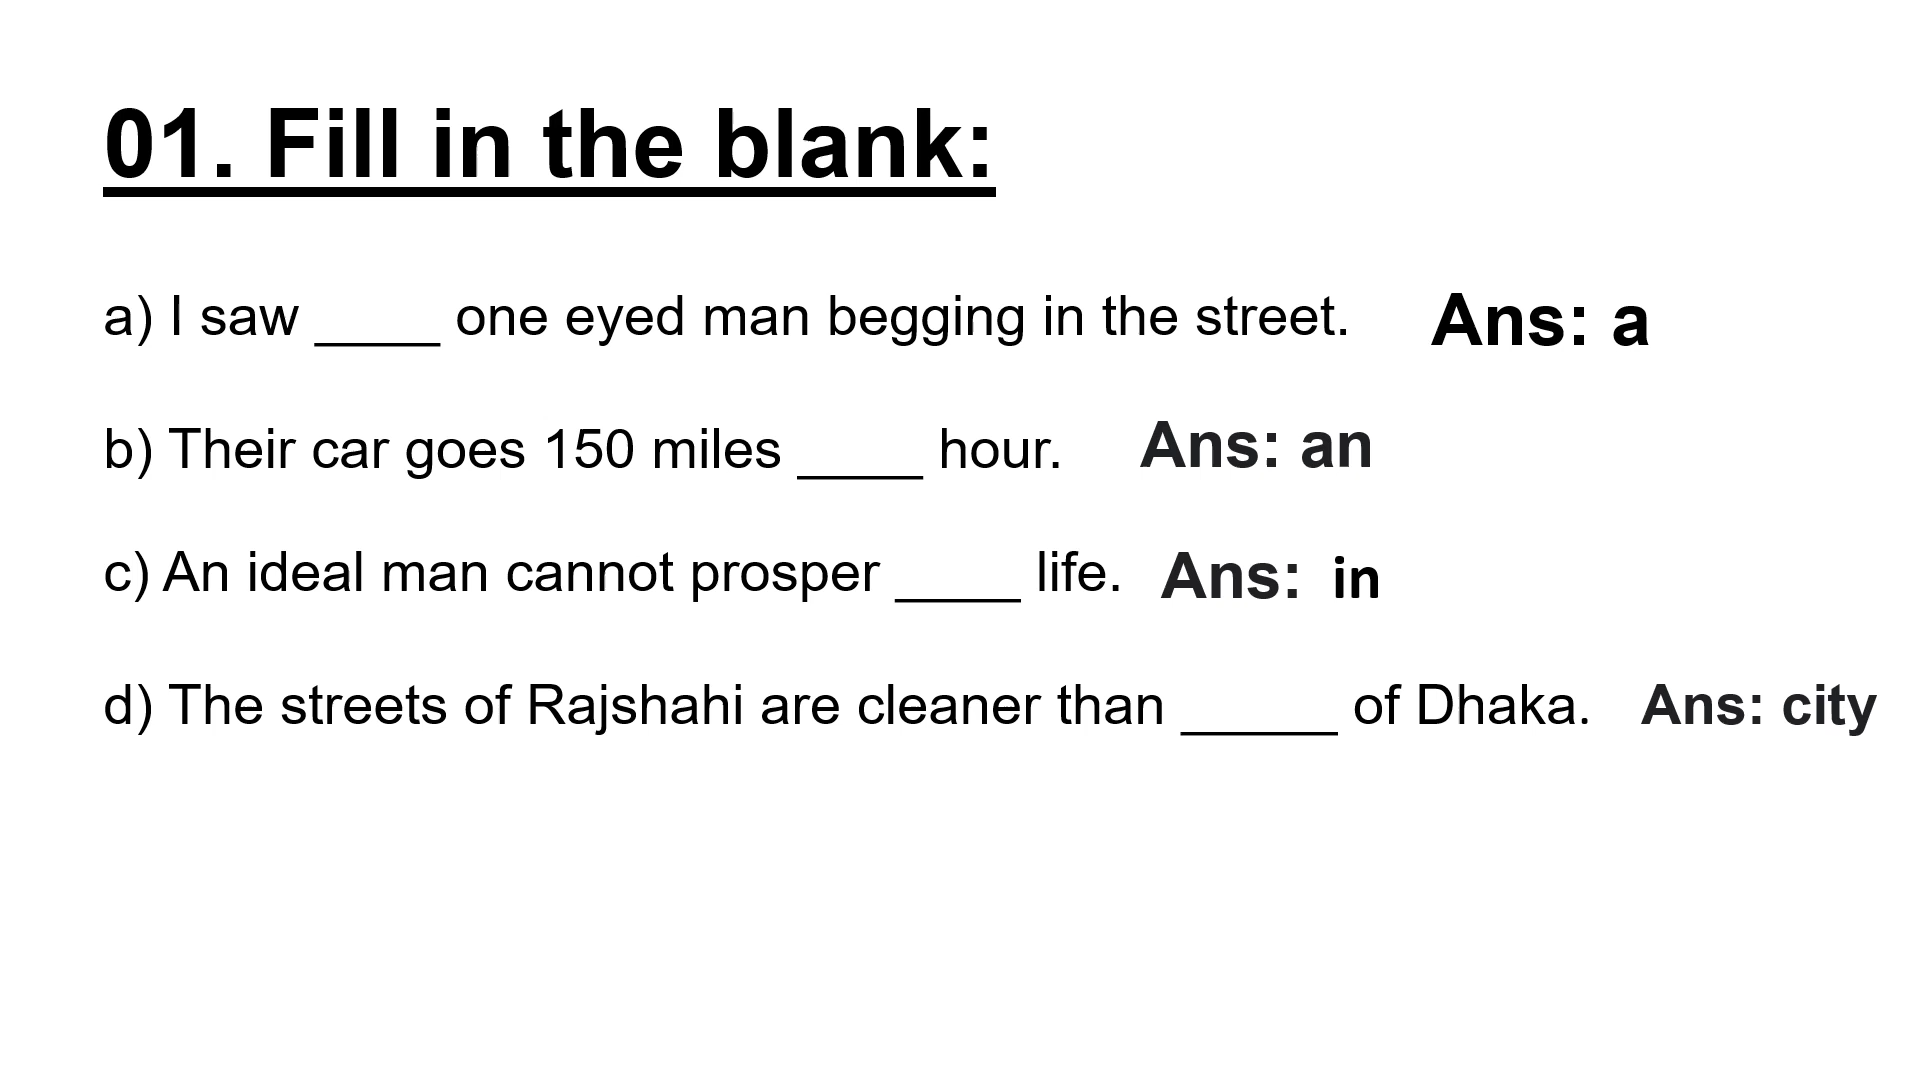 01. Fill in the blank:
a) I saw ____ one eyed man begging in the street. Ans: a
b) Their car goes 150 miles ____ hour. Ans: an
c) An ideal man cannot prosper ____ life. Ans: in
d) The streets of Rajshahi are cleaner than _____ of Dhaka. Ans: city